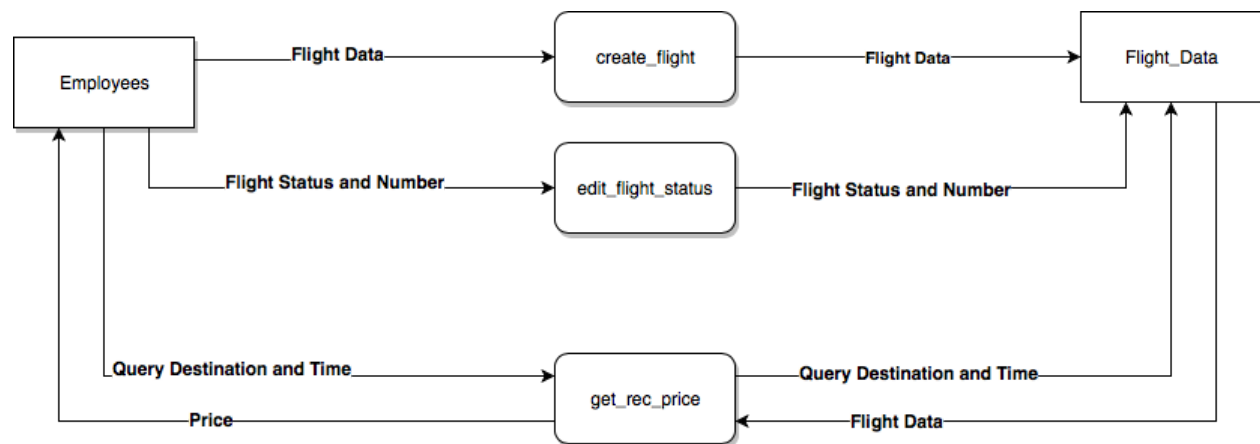 Flight Data
create_flight
Flight Data
Flight_Data
Employees
Flight Status and Number
edit_flight_status
Flight Status and Number
Query Destination and Time
get_rec_price
Query Destination and Time
Price
Flight Data